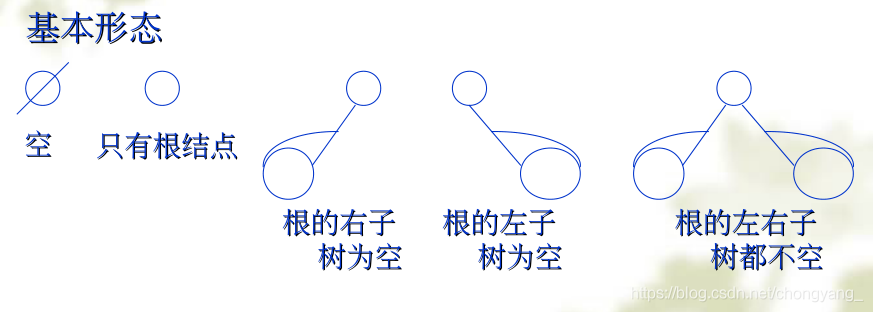 基本形态
空
只有根结点
根的右子
树为空
根的左子
树为空
根的左右子
树都不空
https://blog.csdn.net/chongyang_